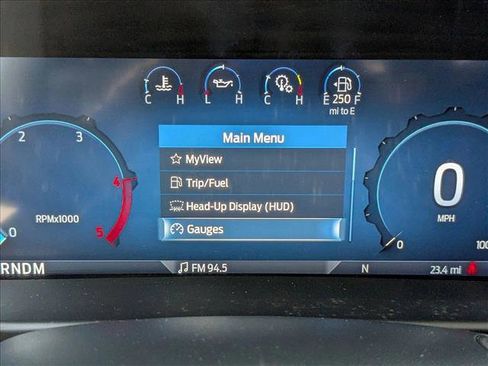 C H L H C H E 250 F
mi to E
Main Menu
MyView
Trip/Fuel
Head-Up Display (HUD)
Gauges
2 3 4 5
RPMx1000
0
MPH
0 100
RNDM FM 94.5 N 23.4 mi